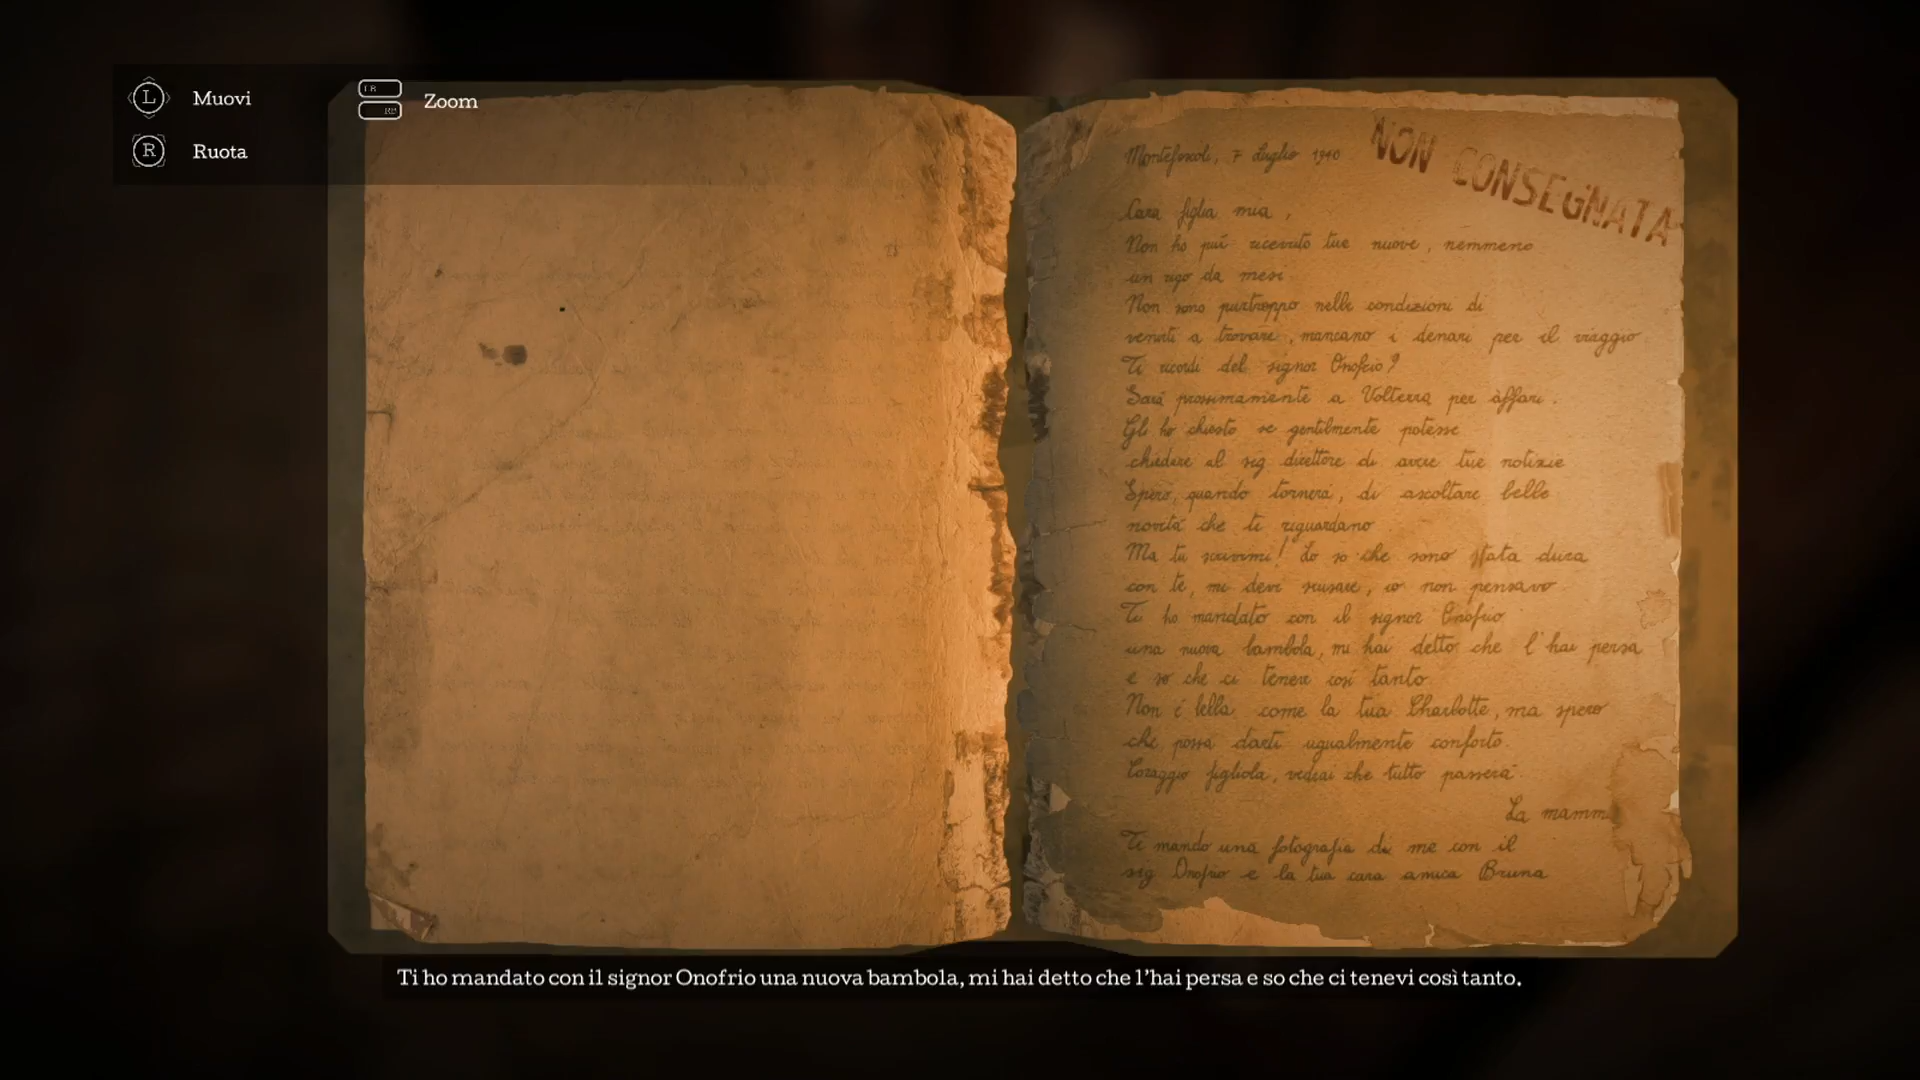 Muovi
Zoom
Ruota
NON CONSEGNATA
7 Luglio 1940
Cara figlia mia,
Non ho più ricevuto tue nuove, nemmeno
un rigo da mesi
Non sono purtroppo nelle condizioni di
venirti a trovare, mancano i denari per il viaggio
Ti ricordi del signor Onofrio?
Sarà prossimamente a Volterra per affari.
Gli ho chiesto se gentilmente potesse
chiedere al sig direttore di avere tue notizie
Spero, quando tornerà, di ascoltare belle
novità che ti riguardano
Ma tu scrivimi! Lo so che sono stata dura
con te, mi devi scusare, io non pensavo
Ti ho mandato con il signor Onofrio
una nuova bambola, mi hai detto che l'hai persa
e so che ci tenevi così tanto
Non è bella come la tua Charlotte, ma spero
che possa darti ugualmente conforto.
Coraggio figliola, vedrai che tutto passerà
La mamm
Ti mando una fotografia di me con il
sig Onofrio e la tua cara amica Bruna
Ti ho mandato con il signor Onofrio una nuova bambola, mi hai detto che l'hai persa e so che ci tenevi così tanto.